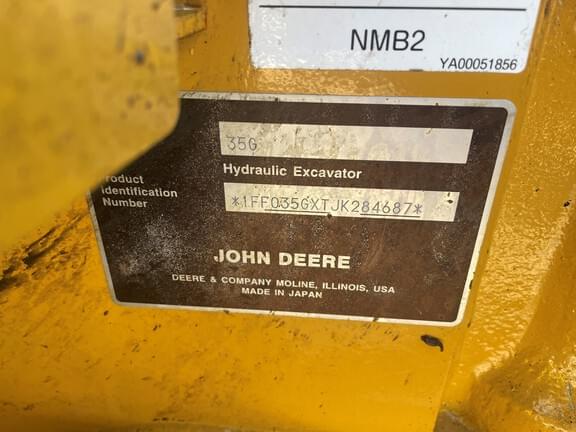 NMB2
YA00051856
35G
Hydraulic Excavator
Product
Identification
Number
*1FF035GXTJK284687*
JOHN DEERE
DEERE & COMPANY MOLINE, ILLINOIS, USA
MADE IN JAPAN